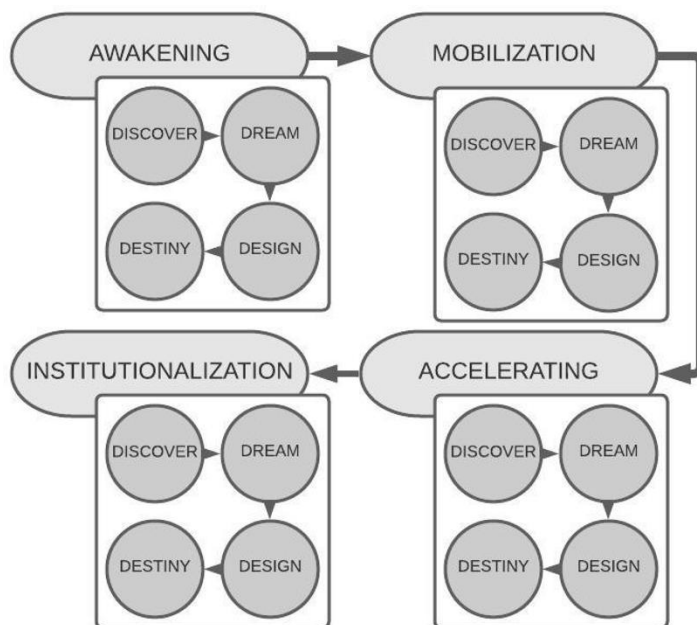 AWAKENING
DISCOVER
DREAM
DESTINY
DESIGN
MOBILIZATION
DISCOVER
DREAM
DESTINY
DESIGN
INSTITUTIONALIZATION
DISCOVER
DREAM
DESTINY
DESIGN
ACCELERATING
DISCOVER
DREAM
DESTINY
DESIGN